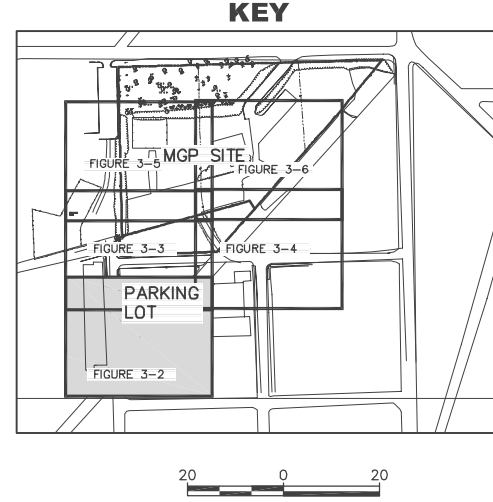 KEY
MGP SITE
FIGURE 3-5
FIGURE 3-6
FIGURE 3-3
FIGURE 3-4
PARKING
LOT
FIGURE 3-2
20 0 20